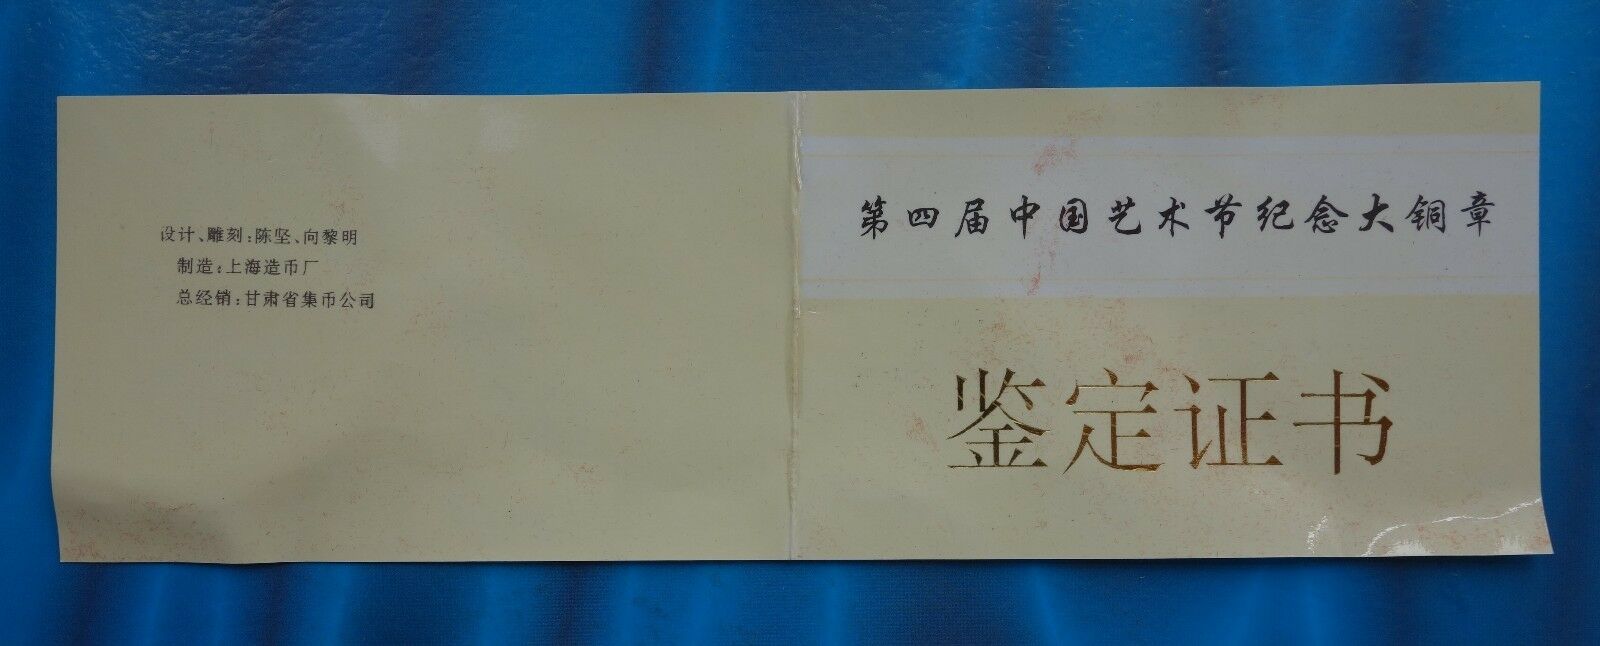 设计、雕刻:陈坚、向黎明
制造:上海造币厂
总经销:甘肃省集币公司
第四届中国艺术节纪念大铜章
鉴定证书